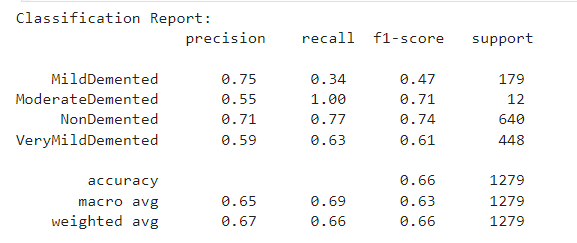 Classification Report:
precision recall f1-score support
MildDemented 0.75 0.34 0.47 179
ModerateDemented 0.55 1.00 0.71 12
NonDemented 0.71 0.77 0.74 640
VeryMildDemented 0.59 0.63 0.61 448
accuracy 0.66 1279
macro avg 0.65 0.69 0.63 1279
weighted avg 0.67 0.66 0.66 1279